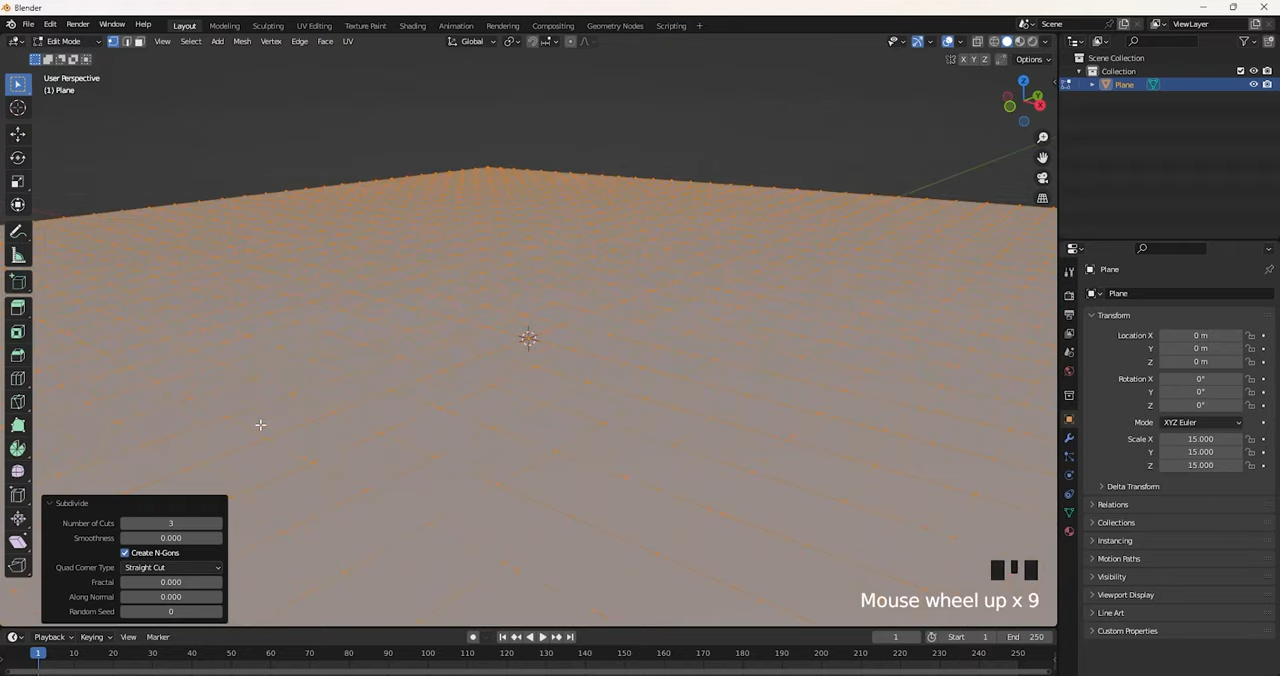 Blender
File Edit Render Window Help Layout Modeling Sculpting UV Editing Texture Paint Shading Animation Rendering Compositing Geometry Nodes Scripting + Scene ViewLayer
Edit Mode View Select Add Mesh Vertex Edge Face UV Global
X Y Z Options
User Perspective
(1) Plane
Scene Collection
Collection
Plane
Z
Y
X
Plane
Plane
Transform
Location X 0 m
Y 0 m
Z 0 m
Rotation X 0°
Y 0°
Z 0°
Mode XYZ Euler
Scale X 15.000
Y 15.000
Z 15.000
Delta Transform
Relations
Collections
Instancing
Motion Paths
Visibility
Viewport Display
Line Art
Custom Properties
Subdivide
Number of Cuts 3
Smoothness 0.000
Create N-Gons
Quad Corner Type Straight Cut
Fractal 0.000
Along Normal 0.000
Random Seed 0
Mouse wheel up x 9
Playback Keying View Marker 1 Start 1 End 250
1 10 20 30 40 50 60 70 80 90 100 110 120 130 140 150 160 170 180 190 200 210 220 230 240 250